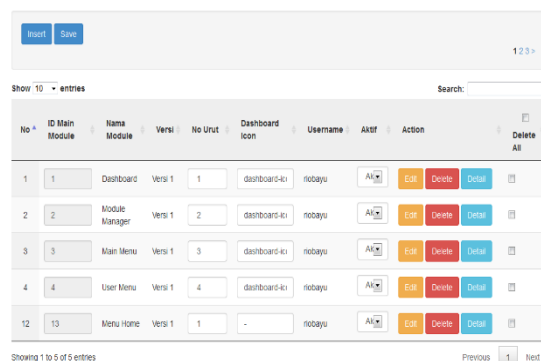 Insert Save
1 2 3 >
Show 10 entries Search:
No ID Main Module Nama Module Versi No Urut Dashboard Icon Username Aktif Action Delete All
1 1 Dashboard Versi 1 1 dashboard-ici riobayu Edit Delete Detail
2 2 Module Manager Versi 1 2 dashboard-ici riobayu Edit Delete Detail
3 3 Main Menu Versi 1 3 dashboard-ici riobayu Edit Delete Detail
4 4 User Menu Versi 1 4 dashboard-ici riobayu Edit Delete Detail
12 13 Menu Home Versi 1 1 - riobayu Edit Delete Detail
Showing 1 to 5 of 5 entries Previous 1 Next